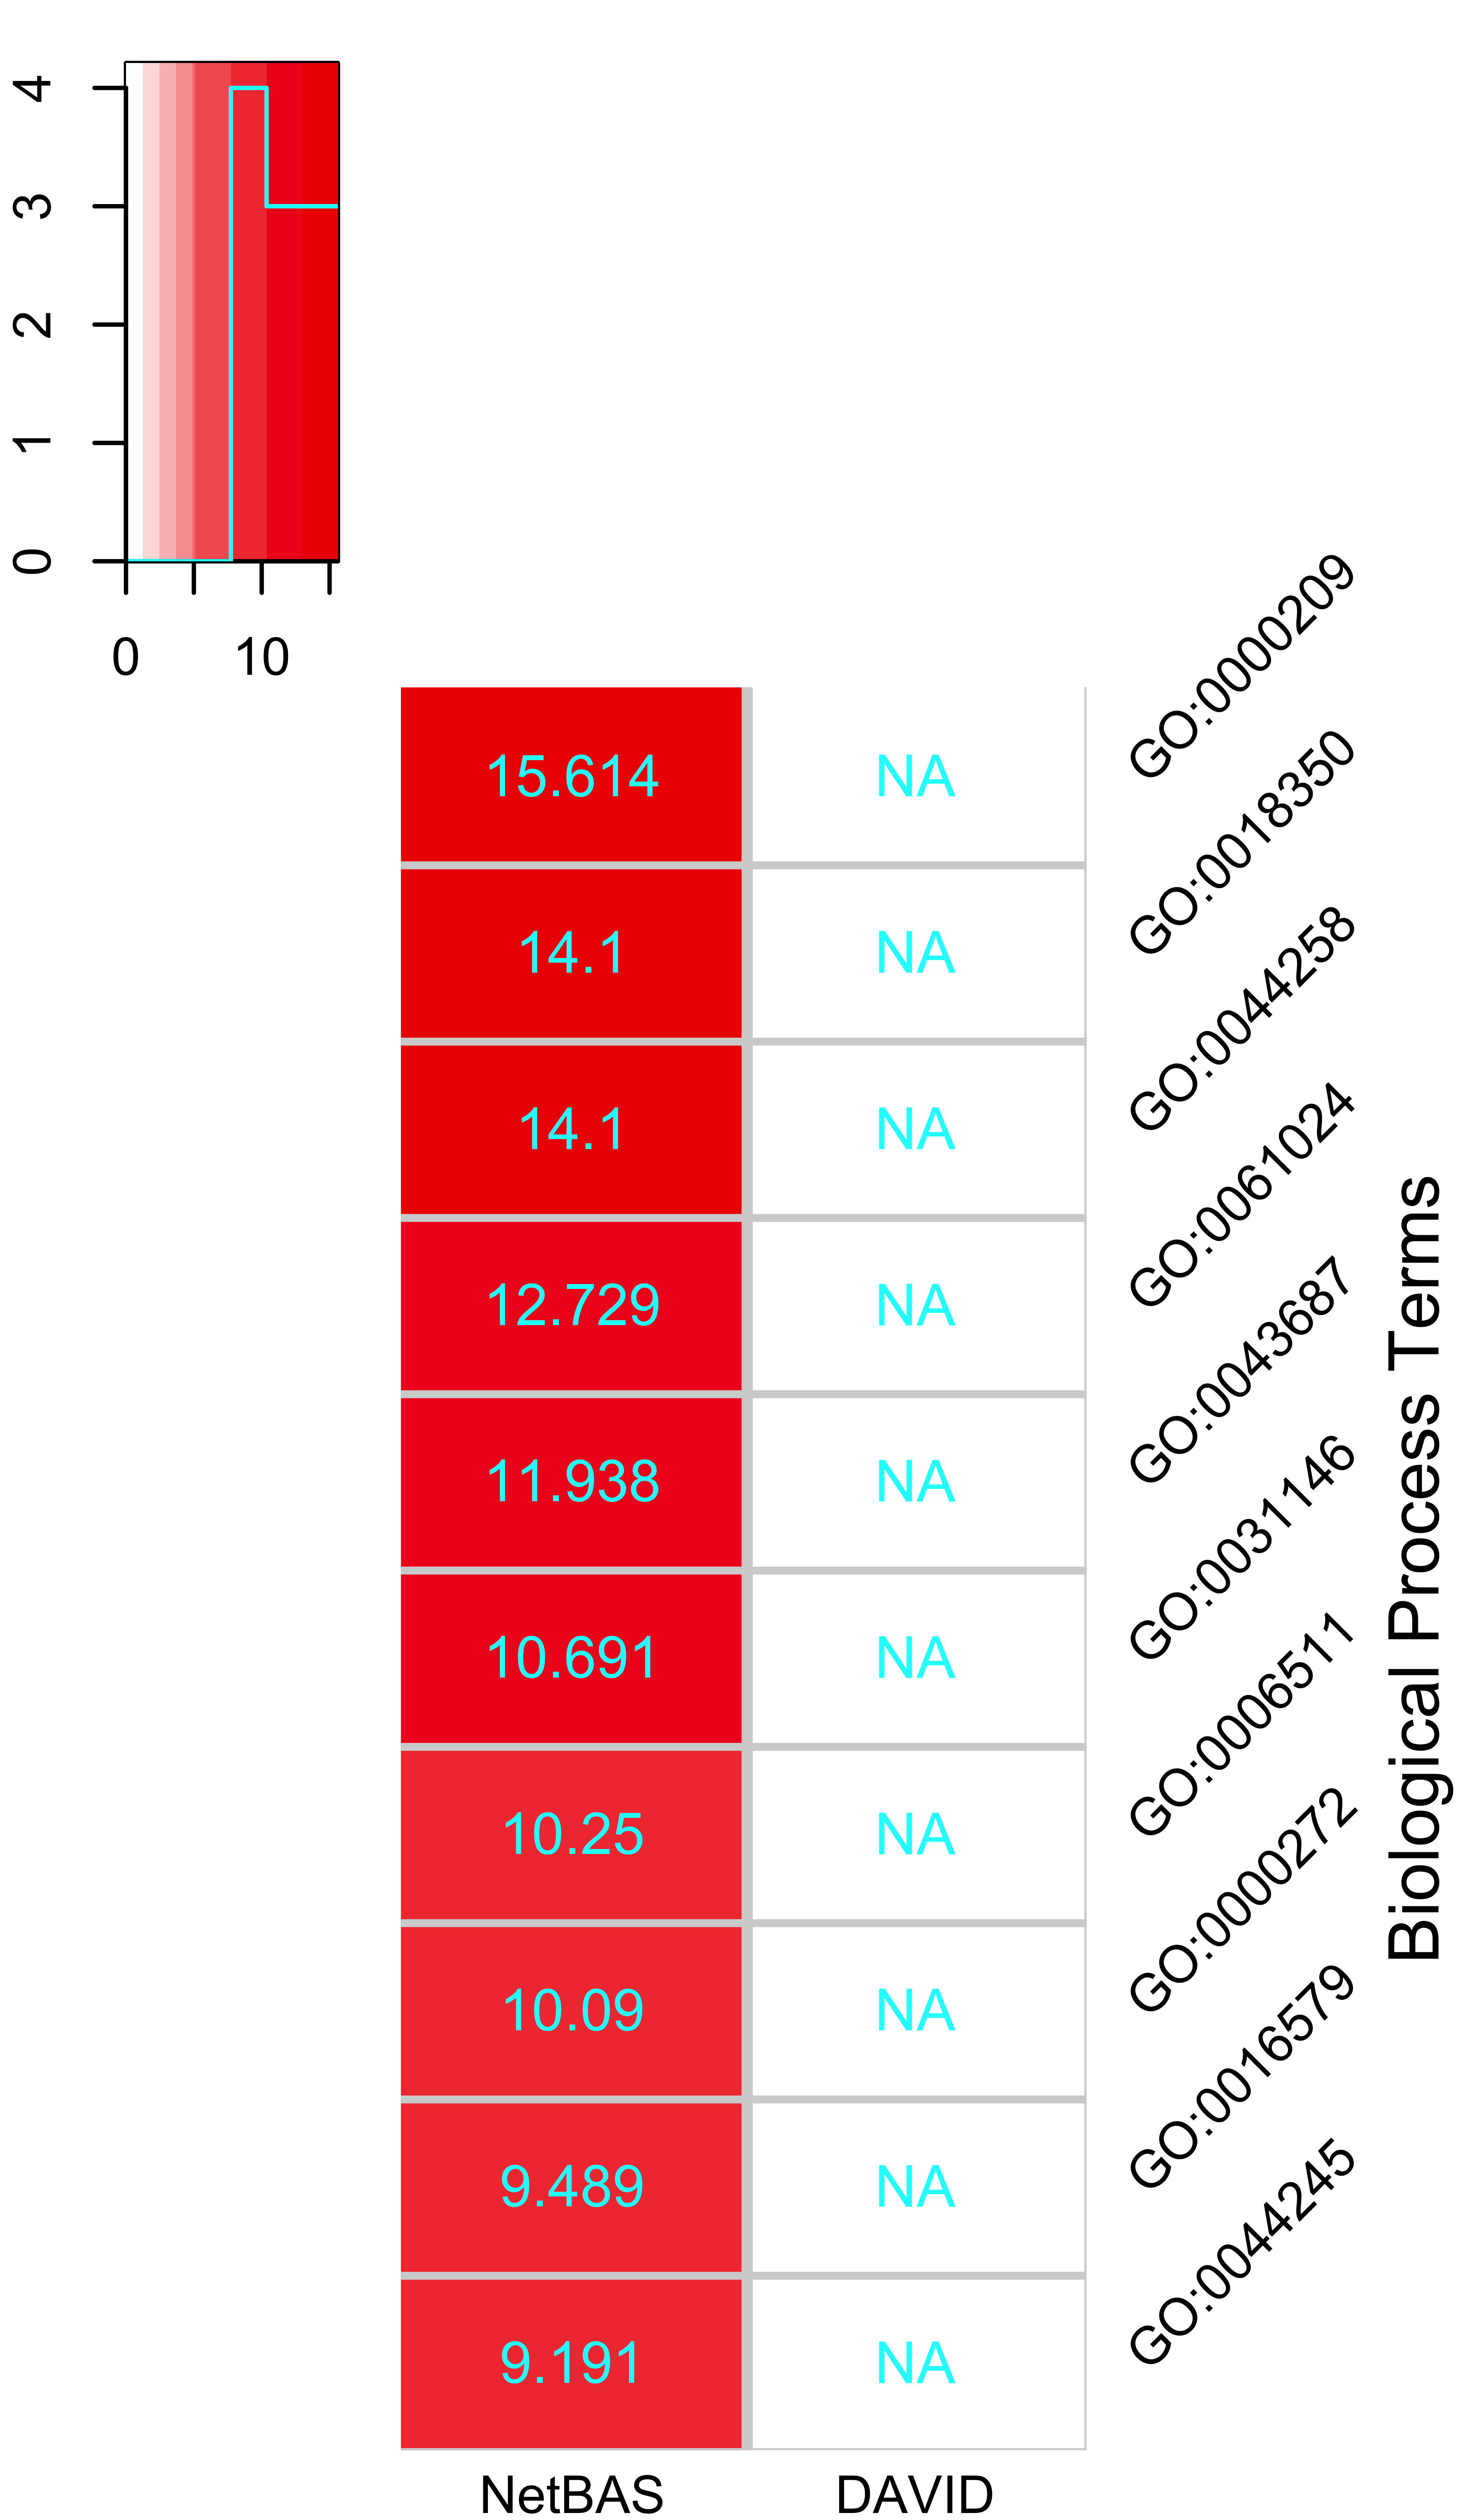 4
3
2
1
0
0 10
15.614 NA GO:0000209
14.1 NA GO:0018350
14.1 NA GO:0044258
12.729 NA GO:0061024
11.938 NA GO:0043687
10.691 NA GO:0031146
10.25 NA GO:0006511
10.09 NA GO:0000272
9.489 NA GO:0016579
9.191 NA GO:0044245
NetBAS DAVID
Biological Process Terms